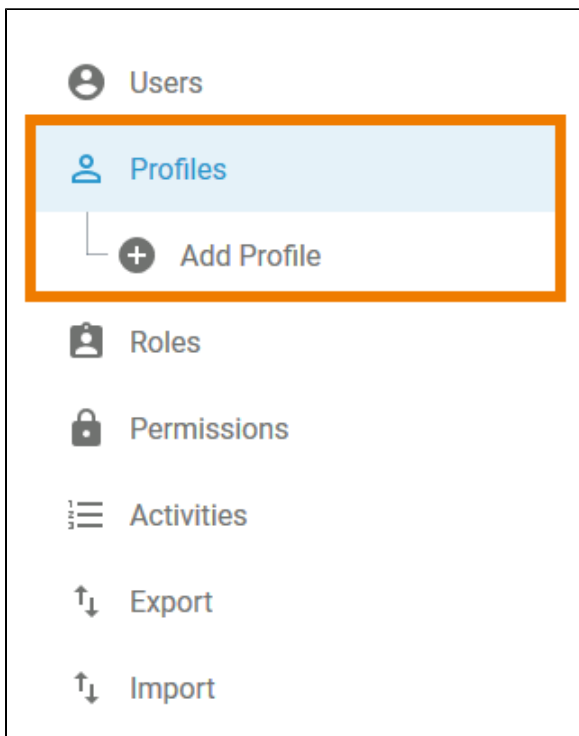 Users
Profiles
Add Profile
Roles
Permissions
Activities
Export
Import